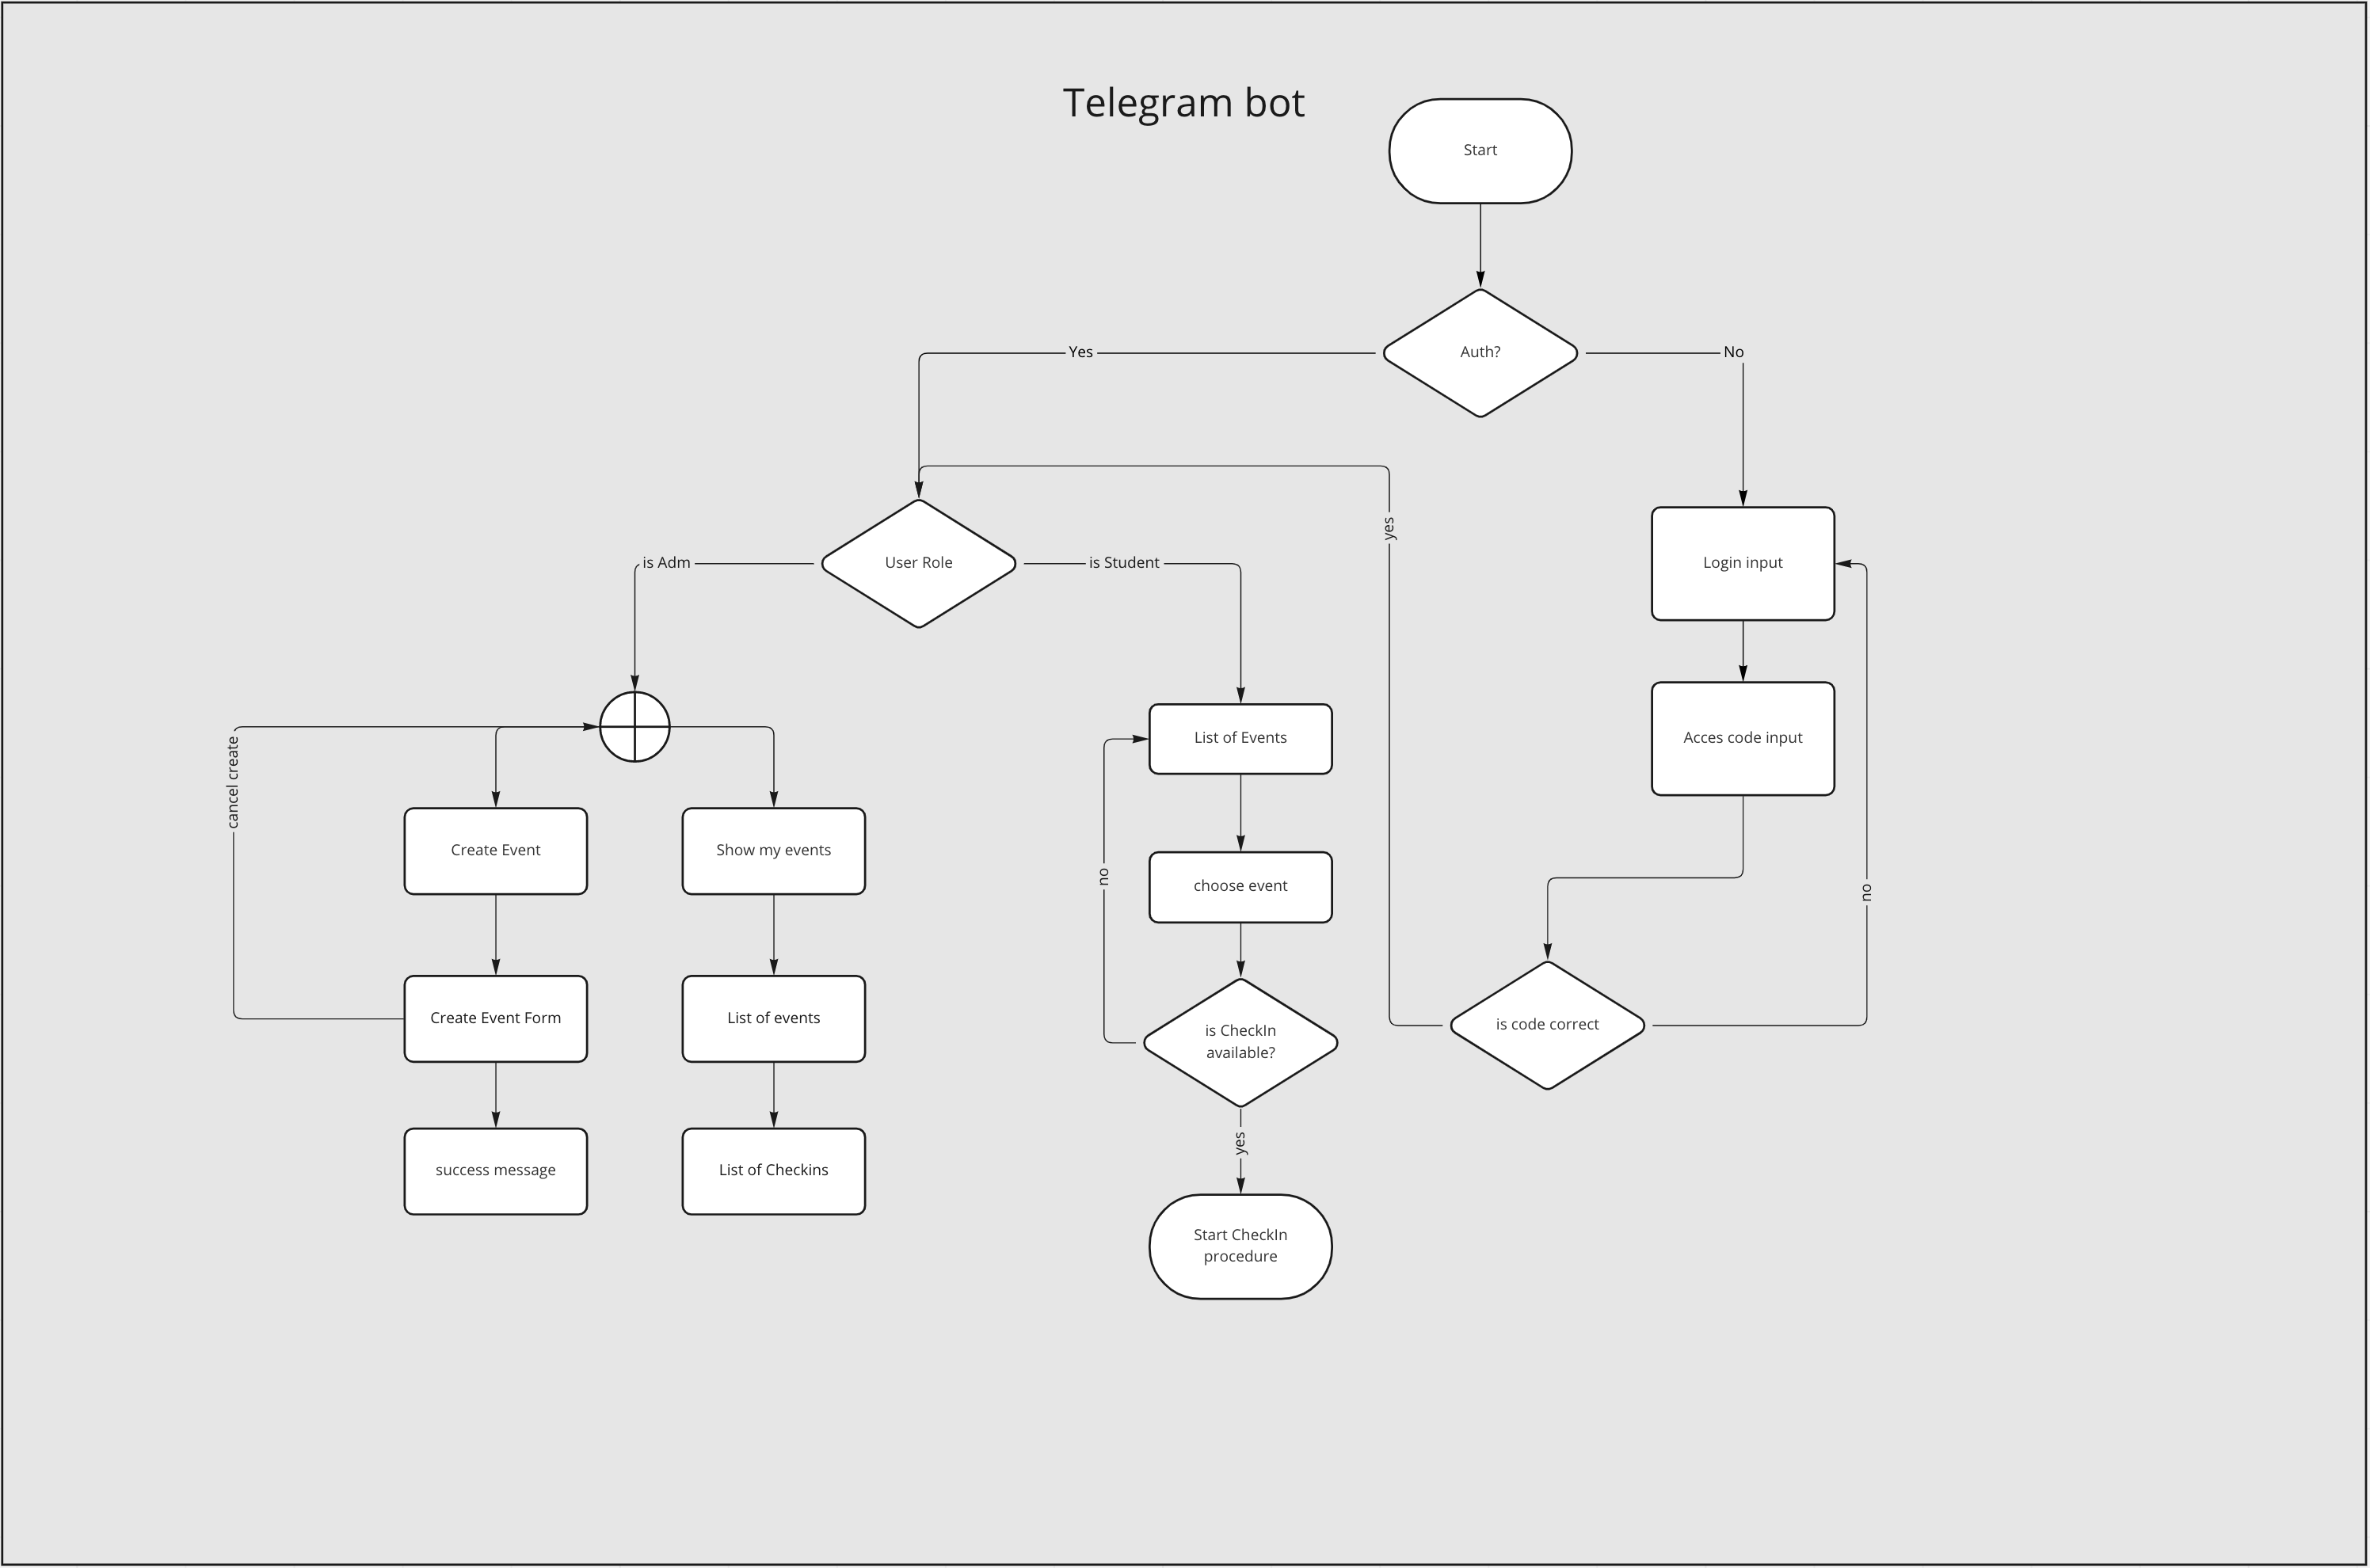 Telegram bot
Start
Auth?
Yes
No
User Role
is Adm
is Student
yes
Login input
cancel create
List of Events
Acces code input
Create Event
Show my events
no
choose event
no
Create Event Form
List of events
is CheckIn
available?
is code correct
yes
success message
List of Checkins
Start CheckIn
procedure